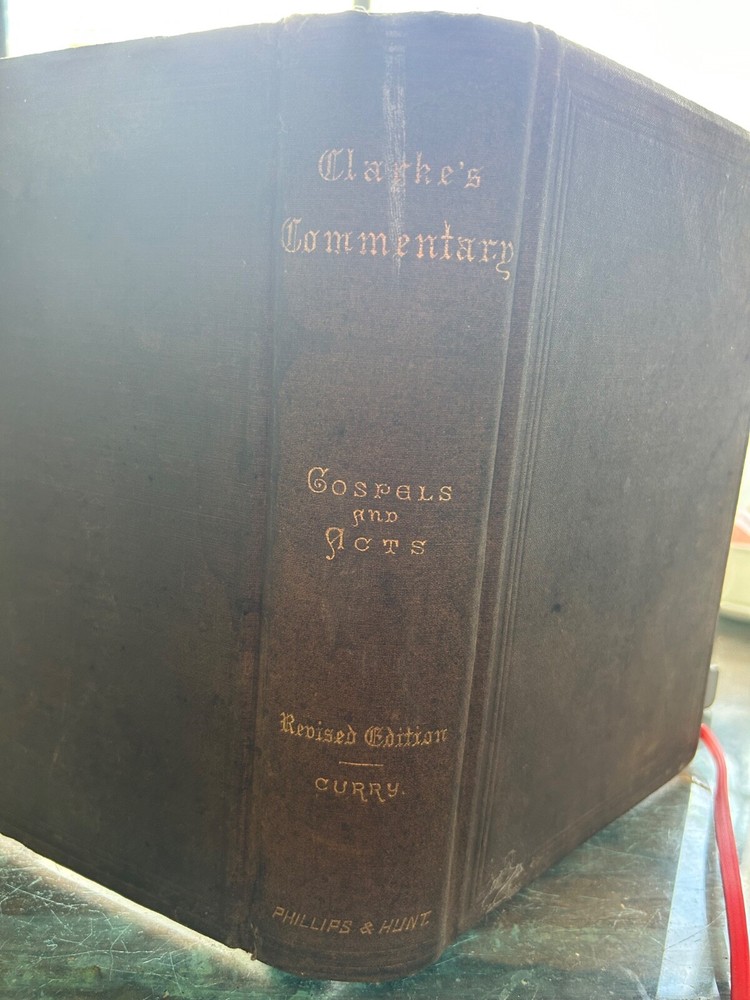 Clarke's
Commentary
GOSPELS
AND
ACTS
Revised Edition
CURRY.
PHILLIPS & HUNT.